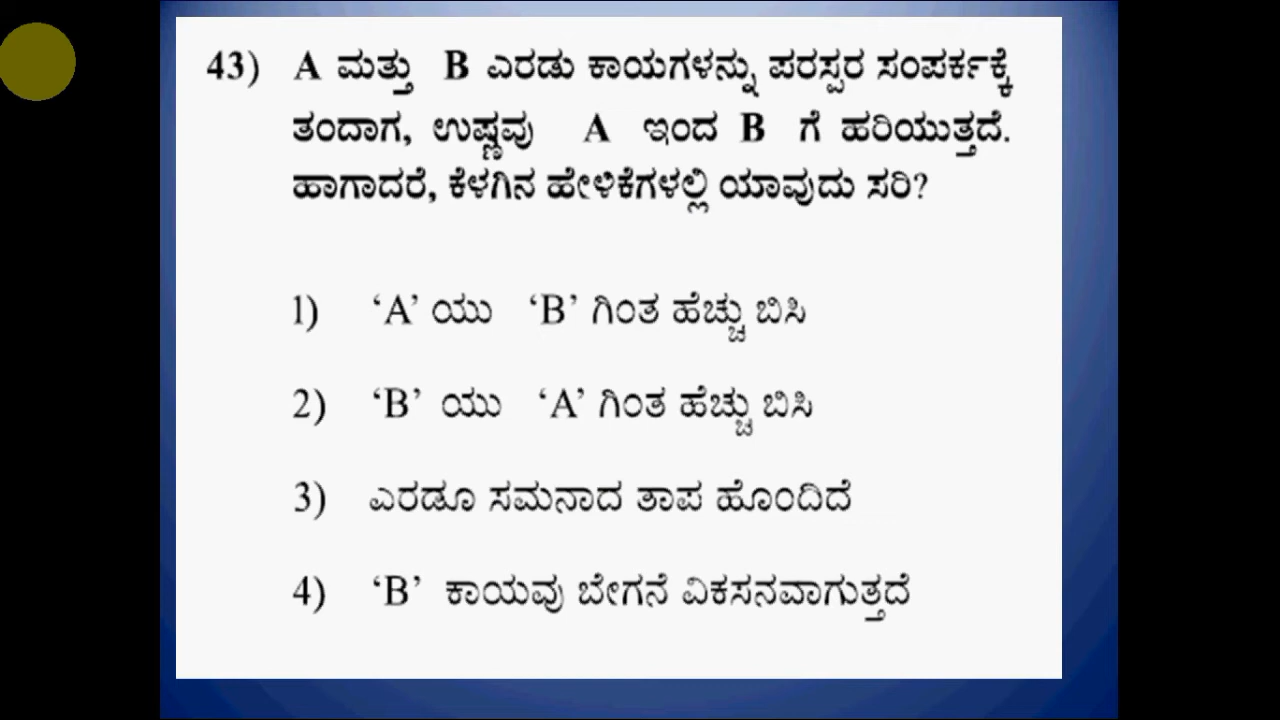 43) A ಮತ್ತು B ಎರಡು ಕಾಯಗಳನ್ನು ಪರಸ್ಪರ ಸಂಪರ್ಕಕ್ಕೆ
ತಂದಾಗ, ಉಷ್ಣವು A ಇಂದ B ಗೆ ಹರಿಯುತ್ತದೆ.
ಹಾಗಾದರೆ, ಕೆಳಗಿನ ಹೇಳಿಕೆಗಳಲ್ಲಿ ಯಾವುದು ಸರಿ?
1) ‘A’ ಯು ‘B’ ಗಿಂತ ಹೆಚ್ಚು ಬಿಸಿ
2) ‘B’ ಯು ‘A’ ಗಿಂತ ಹೆಚ್ಚು ಬಿಸಿ
3) ಎರಡೂ ಸಮನಾದ ತಾಪ ಹೊಂದಿದೆ
4) ‘B’ ಕಾಯವು ಬೇಗನೆ ವಿಕಸನವಾಗುತ್ತದೆ